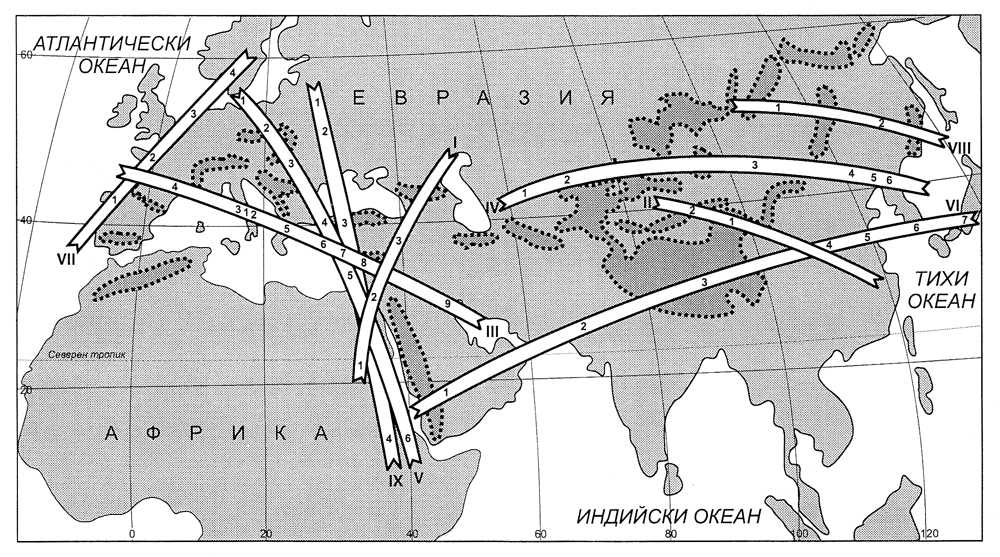 АТЛАНТИЧЕСКИ
ОКЕАН
60
ЕВРАЗИЯ
4
1
2
3
1
2
I
1
2
VIII
3
2
1
4
3 1 2
5
6
7
8
9
III
3
4
5
3
2
1
IV
1
2
3
4
5
6
II
2
1
VI
7
6
5
4
3
2
1
40
VII
ТИХИ
ОКЕАН
Северен тропик
20
АФРИКА
4
6
IX
V
ИНДИЙСКИ ОКЕАН
0
20
40
60
80
100
120